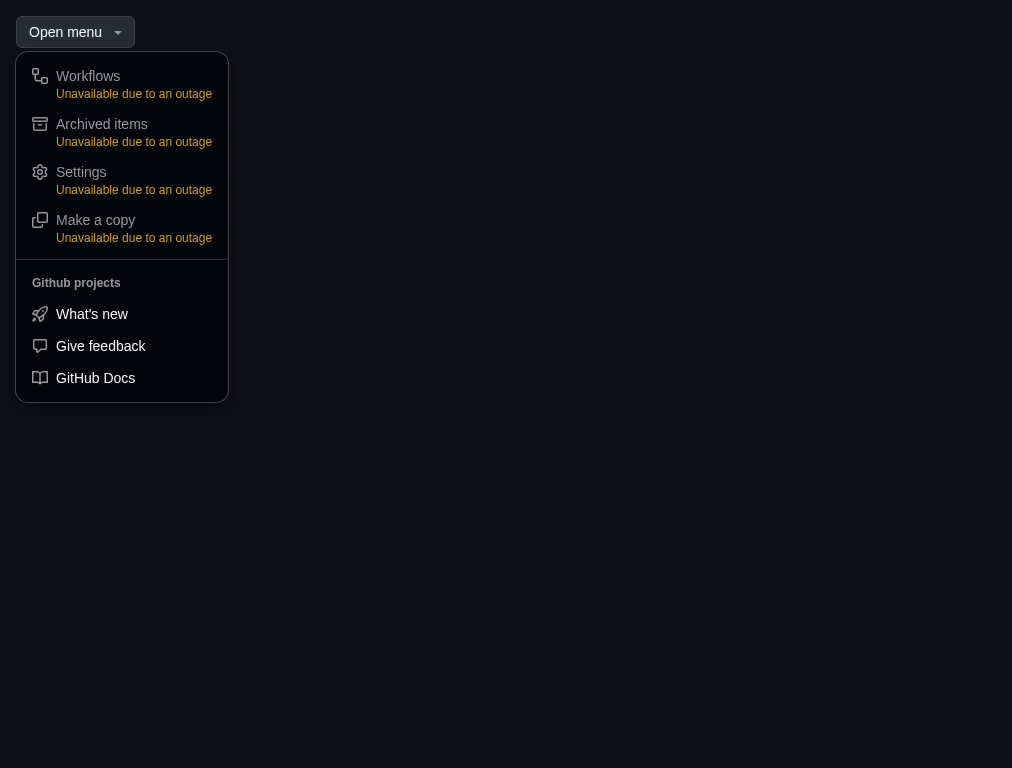 Open menu
Workflows
Unavailable due to an outage
Archived items
Unavailable due to an outage
Settings
Unavailable due to an outage
Make a copy
Unavailable due to an outage
Github projects
What's new
Give feedback
GitHub Docs